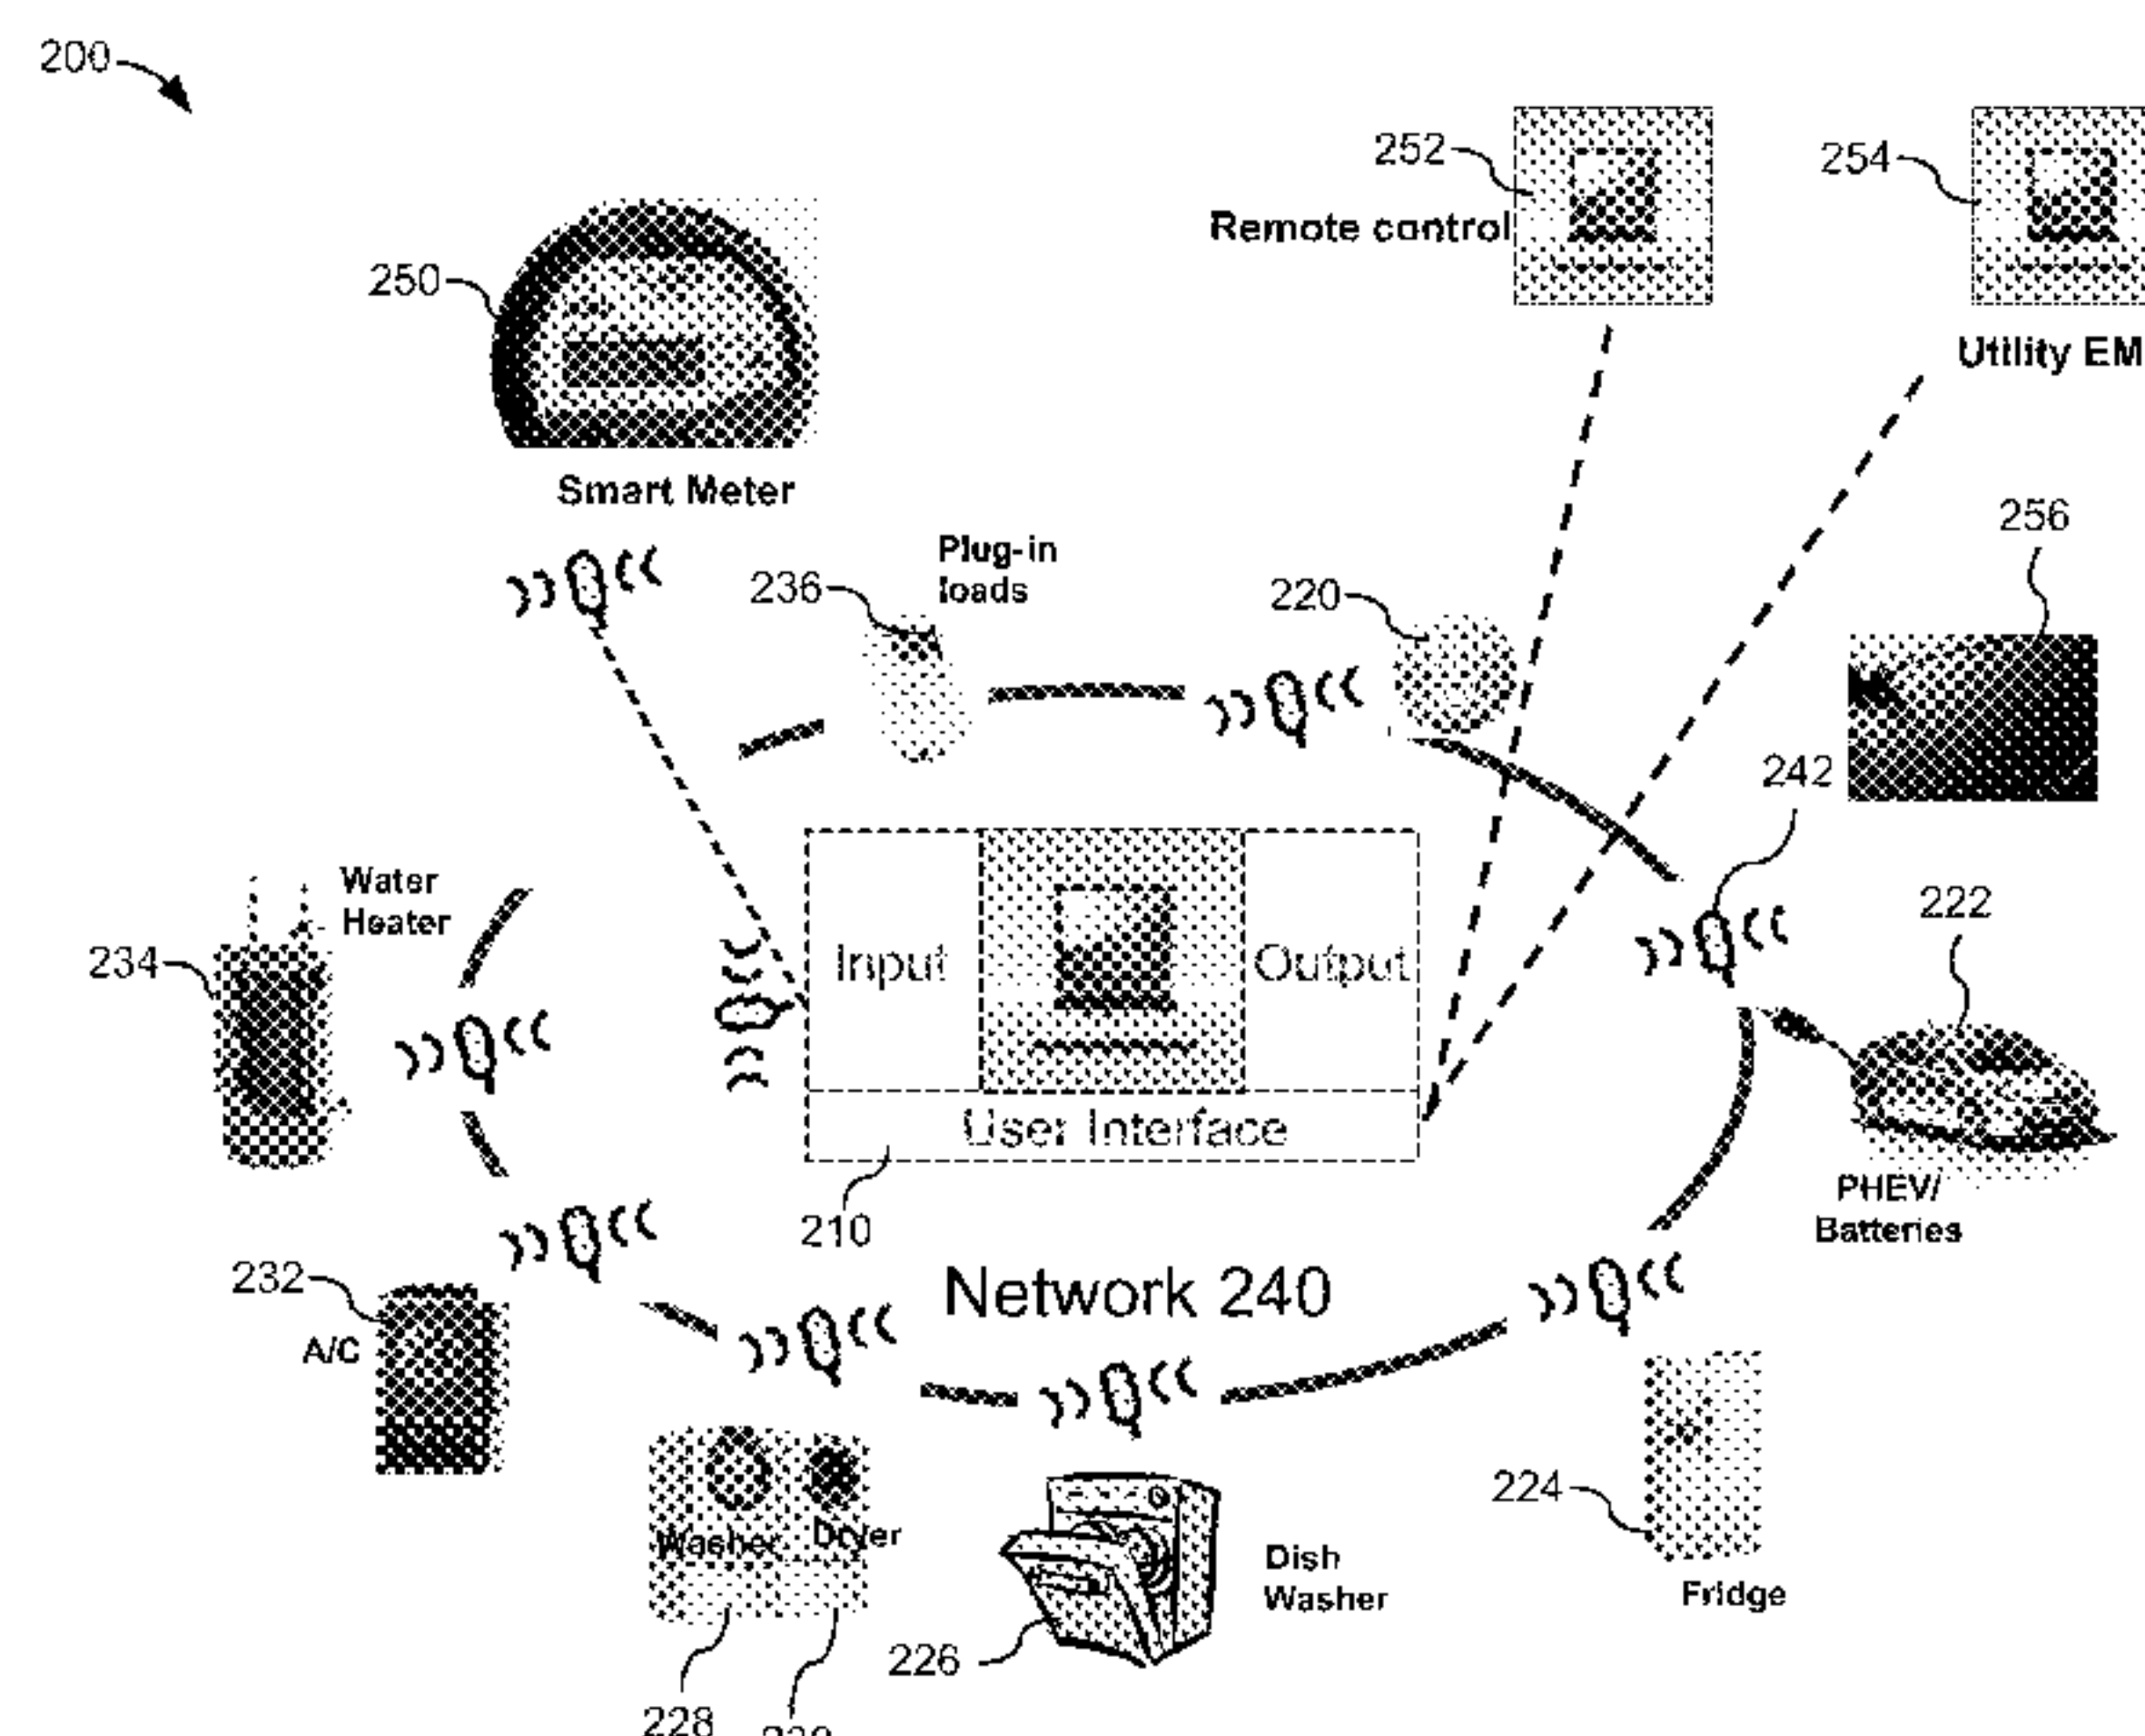 200
252
254
Remote control
250
Utility EM
Smart Meter
256
Plug-in
loads
236
220
242
Water
Heater
222
234
Input
Output
User Interface
PHEV/
Batteries
210
232
Network 240
A/C
224
Washer
Dryer
Dish
Washer
Fridge
226
228